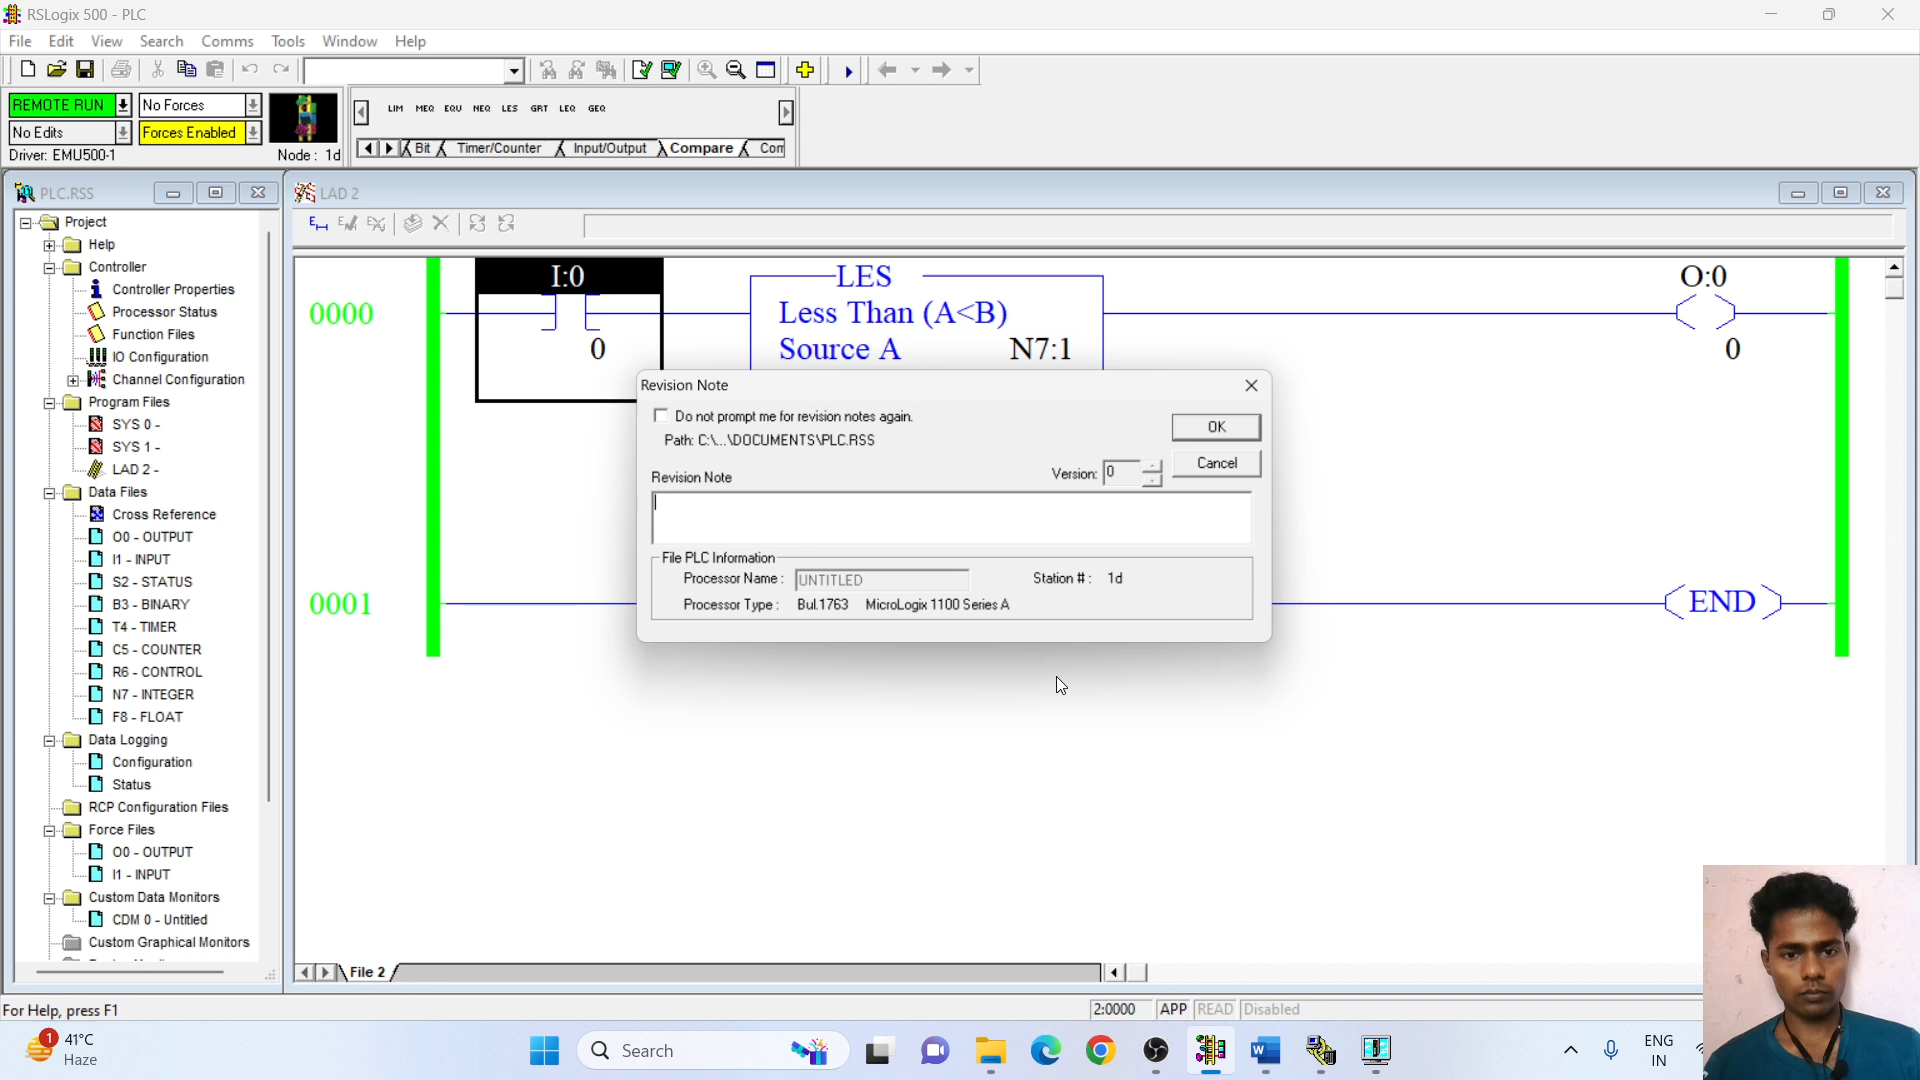 RSLogix 500 - PLC
File Edit View Search Comms Tools Window Help
REMOTE RUN No Forces
No Edits Forces Enabled
Driver: EMU500-1 Node : 1d
LIM MEQ EQU NEQ LES GRT LEQ GEQ
Bit Timer/Counter Input/Output Compare
PLC.RSS
Project
Help
Controller
Controller Properties
Processor Status
Function Files
IO Configuration
Channel Configuration
Program Files
SYS 0 -
SYS 1 -
LAD 2 -
Data Files
Cross Reference
O0 - OUTPUT
I1 - INPUT
S2 - STATUS
B3 - BINARY
T4 - TIMER
C5 - COUNTER
R6 - CONTROL
N7 - INTEGER
F8 - FLOAT
Data Logging
Configuration
Status
RCP Configuration Files
Force Files
O0 - OUTPUT
I1 - INPUT
Custom Data Monitors
CDM 0 - Untitled
Custom Graphical Monitors
LAD 2
I:0 LES O:0
0000 Less Than (A<B)
0 Source A N7:1 0
0001 END
Revision Note
Do not prompt me for revision notes again.
Path: C:\...\DOCUMENTS\PLC.RSS
OK
Cancel
Revision Note Version: 0
File PLC Information
Processor Name : UNTITLED Station # : 1d
Processor Type : Bul.1763 MicroLogix 1100 Series A
File 2
For Help, press F1 2:0000 APP READ Disabled
1 41°C
Haze
Search
ENG
IN